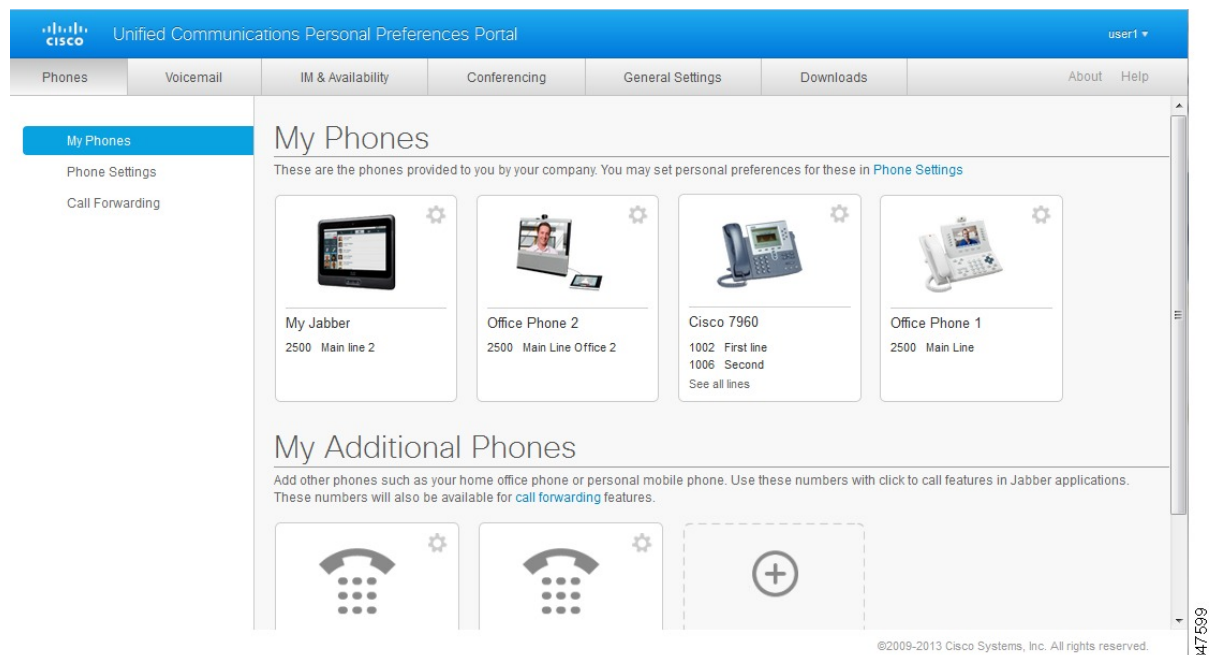 CISCO
Unified Communications Personal Preferences Portal
user1
Phones
Voicemail
IM & Availability
Conferencing
General Settings
Downloads
About
Help
My Phones
Phone Settings
Call Forwarding
My Phones
These are the phones provided to you by your company. You may set personal preferences for these in Phone Settings
My Jabber
2500 Main line 2
Office Phone 2
2500 Main Line Office 2
Cisco 7960
1002 First line
1006 Second
See all lines
Office Phone 1
2500 Main Line
My Additional Phones
Add other phones such as your home office phone or personal mobile phone. Use these numbers with click to call features in Jabber applications.
These numbers will also be available for call forwarding features.
©2009-2013 Cisco Systems, Inc. All rights reserved.